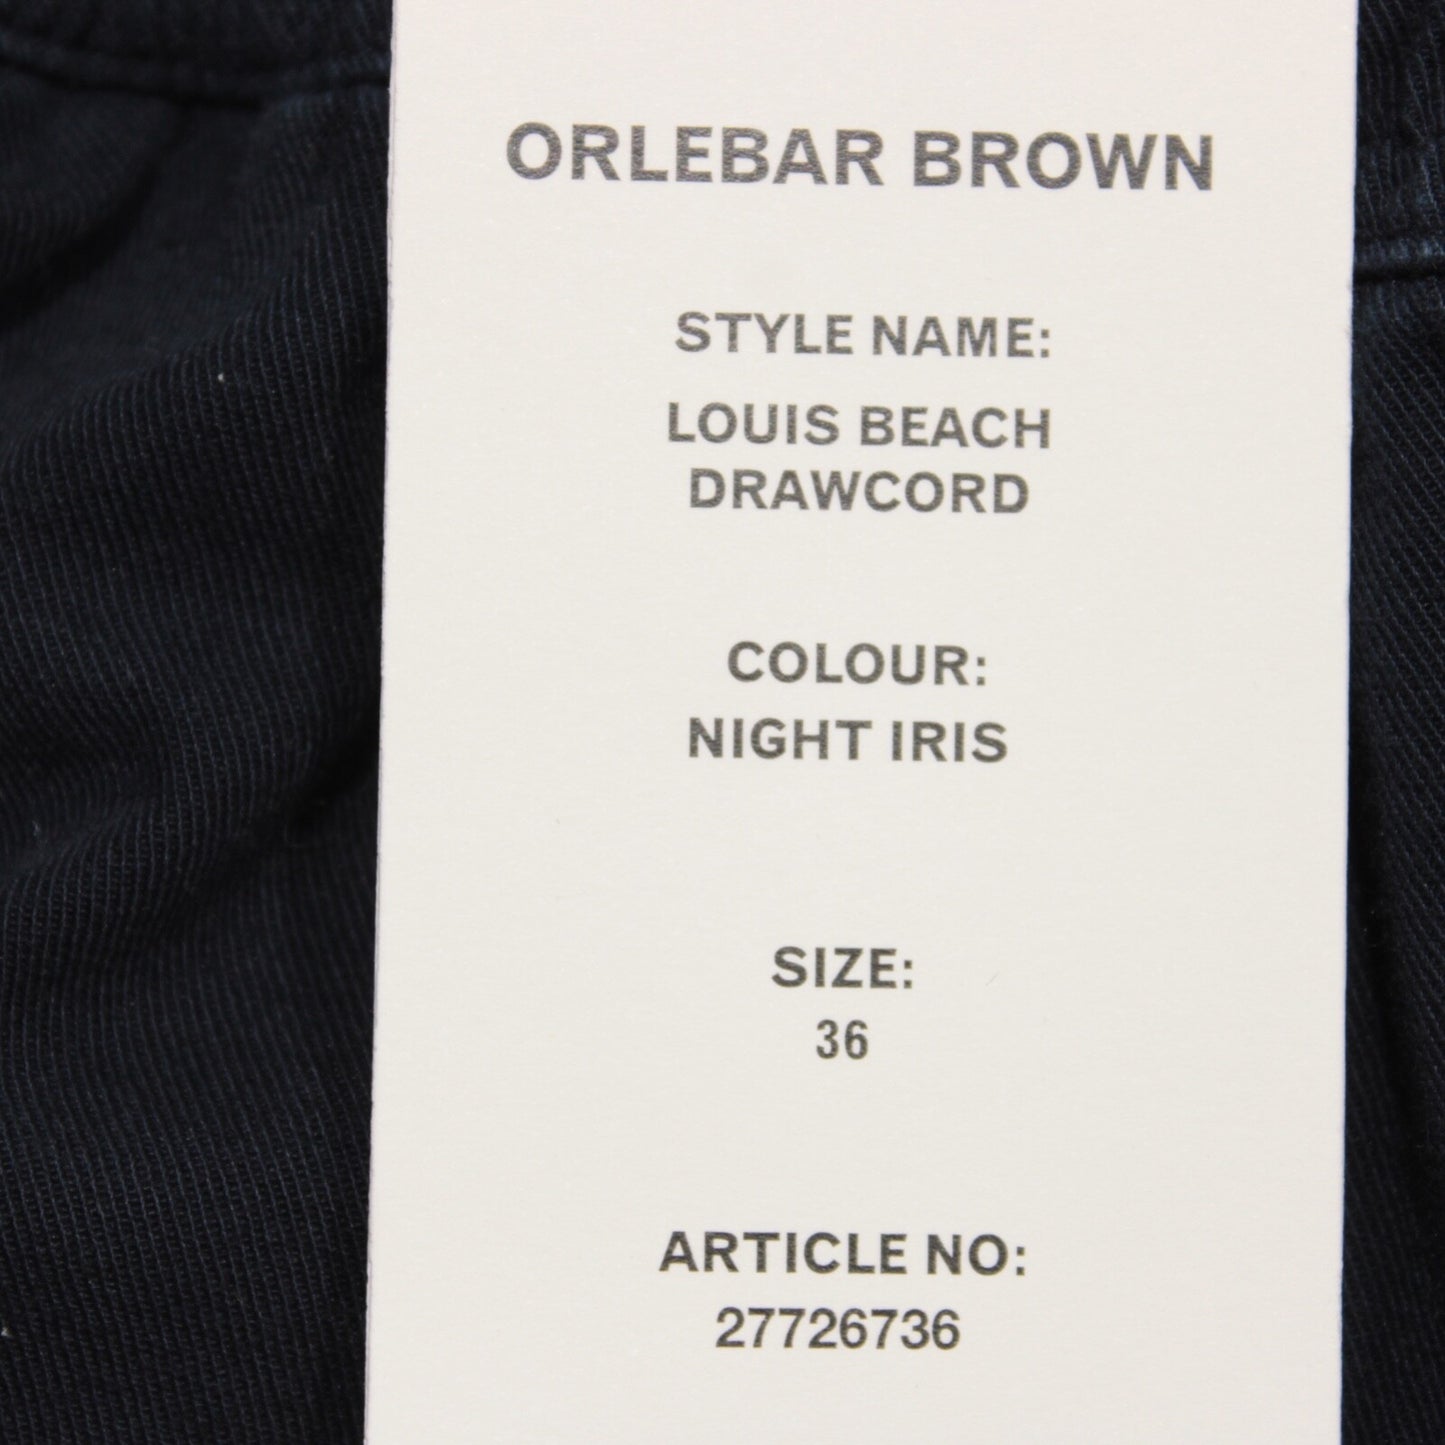 ORLEBAR BROWN
STYLE NAME:
LOUIS BEACH
DRAWCORD
COLOUR:
NIGHT IRIS
SIZE:
36
ARTICLE NO:
27726736